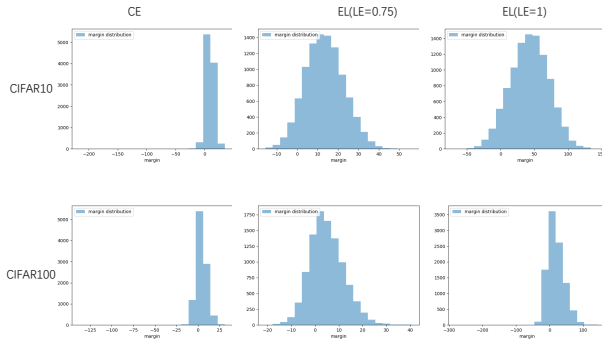 CE EL(LE=0.75) EL(LE=1)
CIFAR10
margin distribution
5000
4000
3000
2000
1000
0
−200 −150 −100 −50 0
margin
margin distribution
1400
1200
1000
800
600
400
200
0
−10 0 10 20 30 40 50
margin
margin distribution
1400
1200
1000
800
600
400
200
0
−50 0 50 100 150
margin
CIFAR100
margin distribution
5000
4000
3000
2000
1000
0
−125 −100 −75 −50 −25 0 25
margin
margin distribution
1750
1500
1250
1000
750
500
250
0
−20 −10 0 10 20 30 40
margin
margin distribution
3500
3000
2500
2000
1500
1000
500
0
−300 −200 −100 0 100
margin